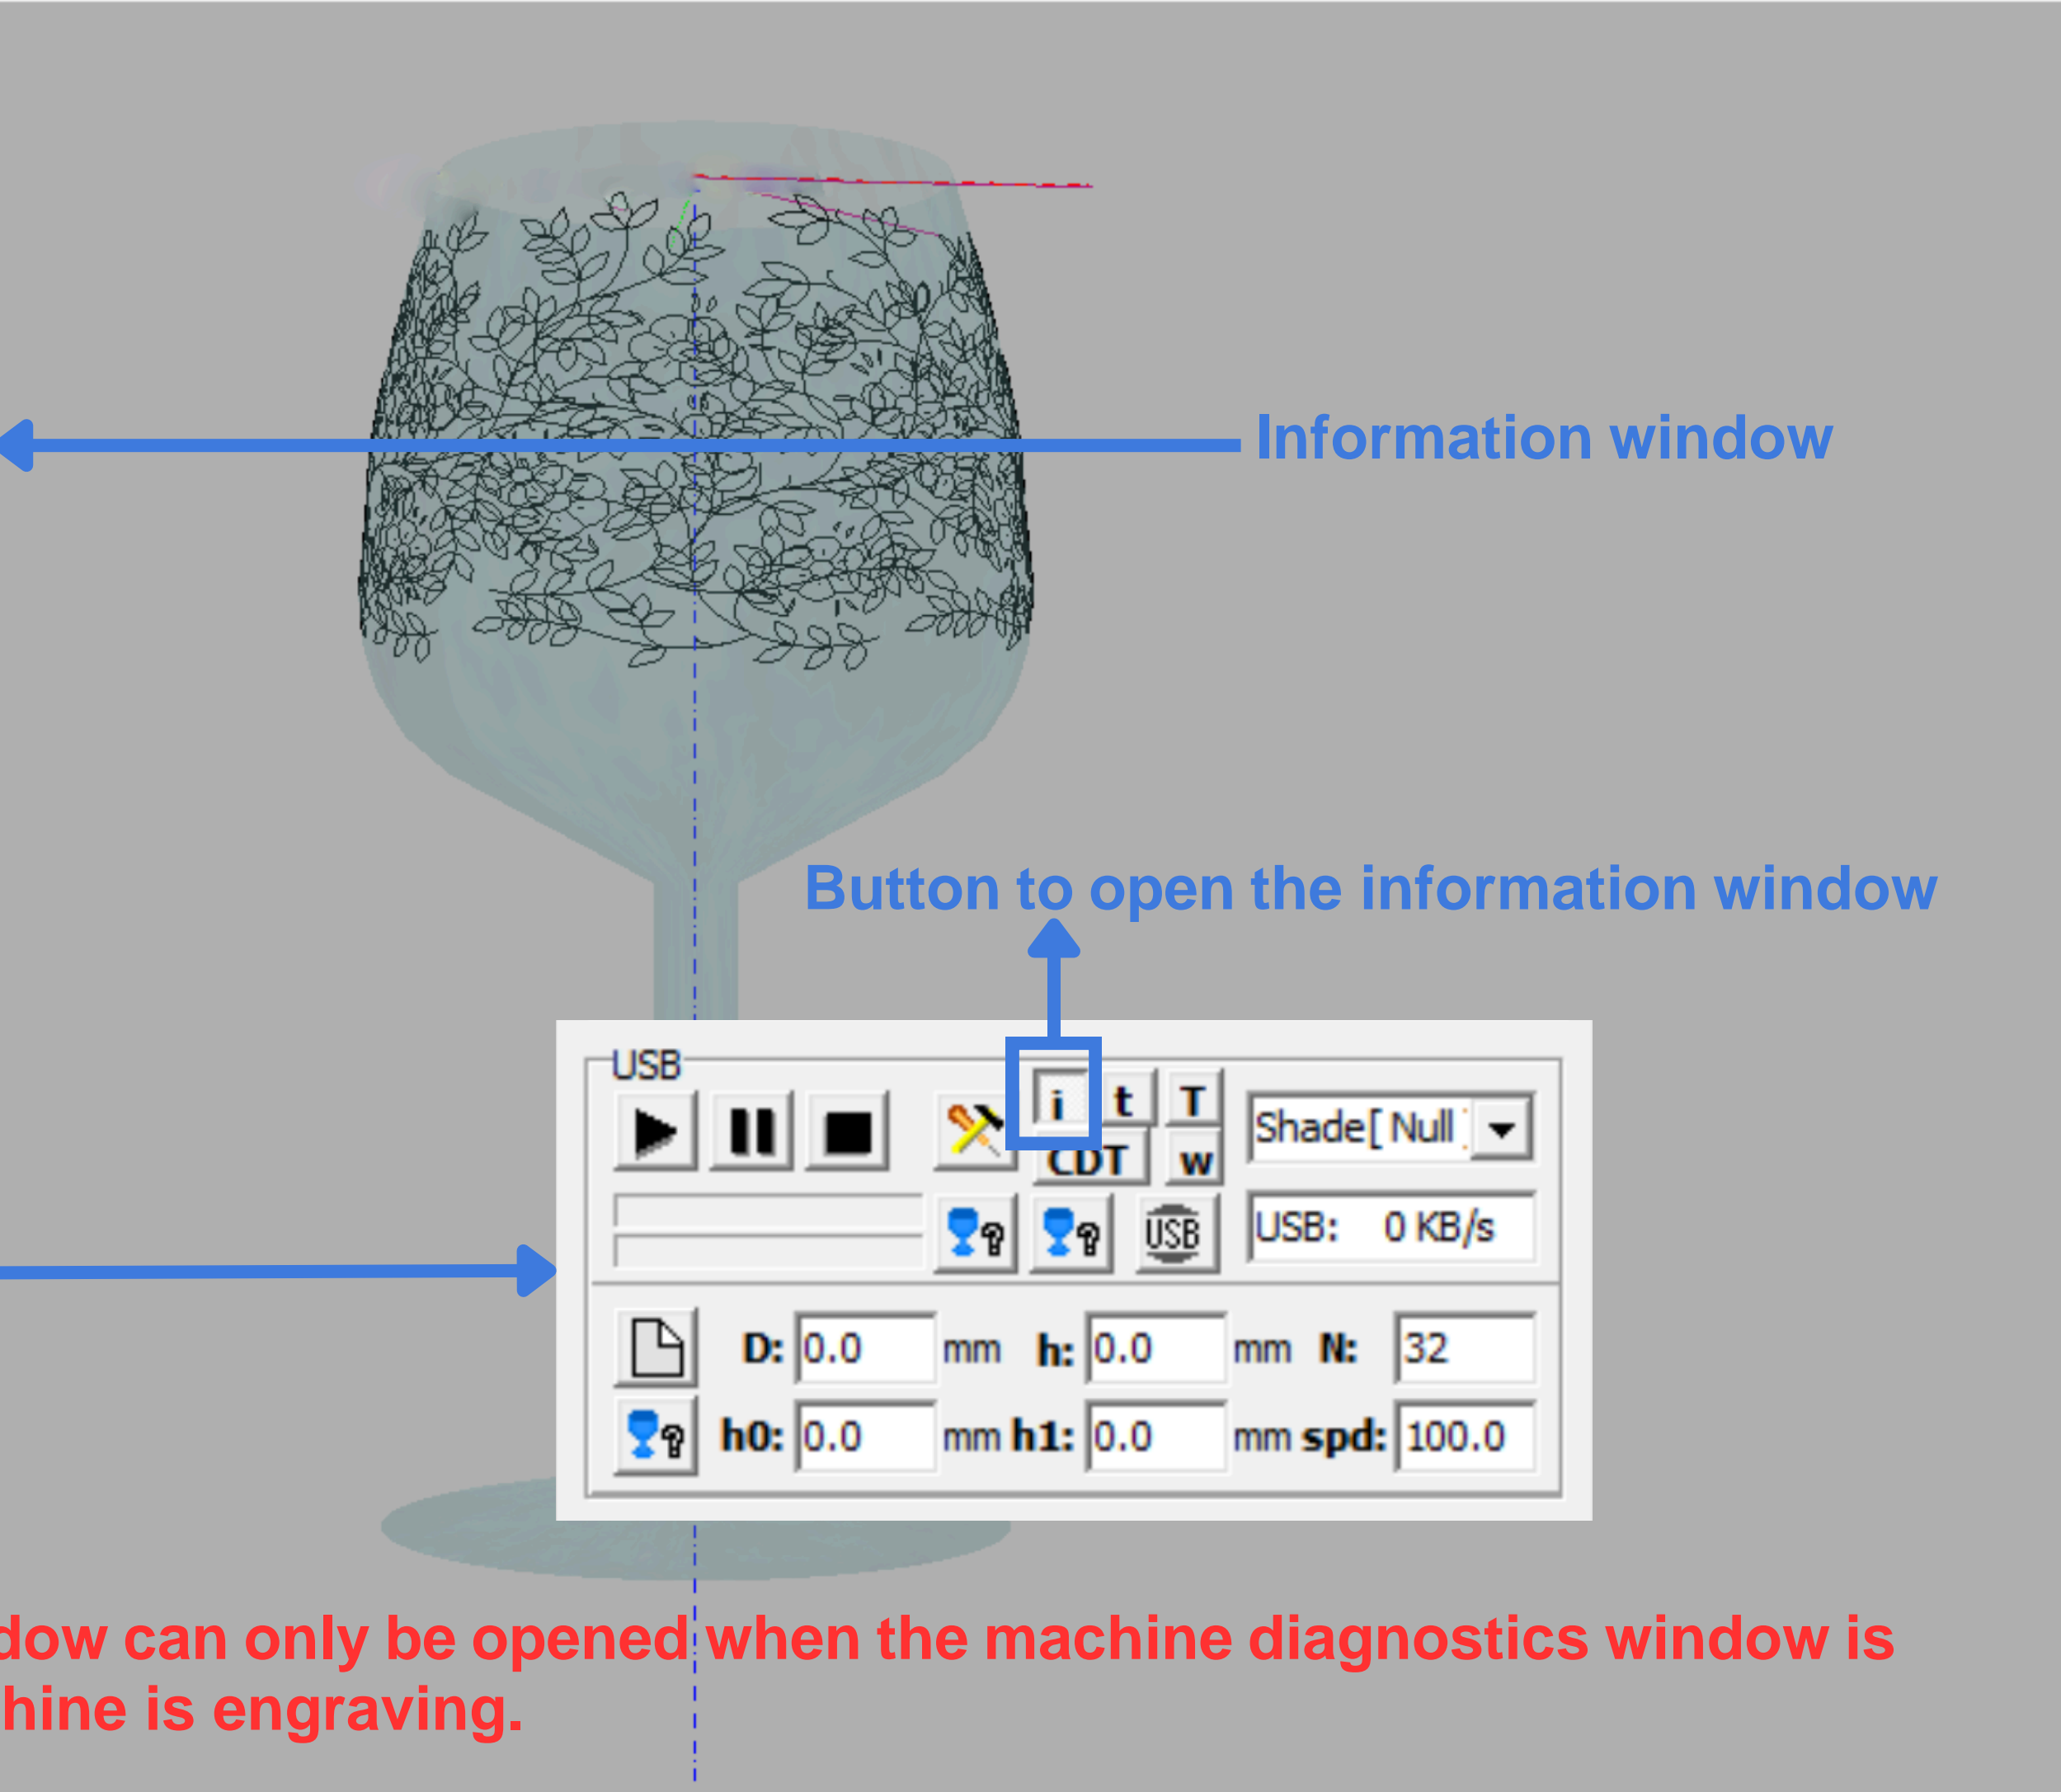 Information window
Button to open the information window
USB
i t T
Shade[ Null
CDT w
USB
USB: 0 KB/s
D: 0.0 mm h: 0.0 mm N: 32
h0: 0.0 mm h1: 0.0 mm spd: 100.0
can only be opened when the machine diagnostics window is
is engraving.